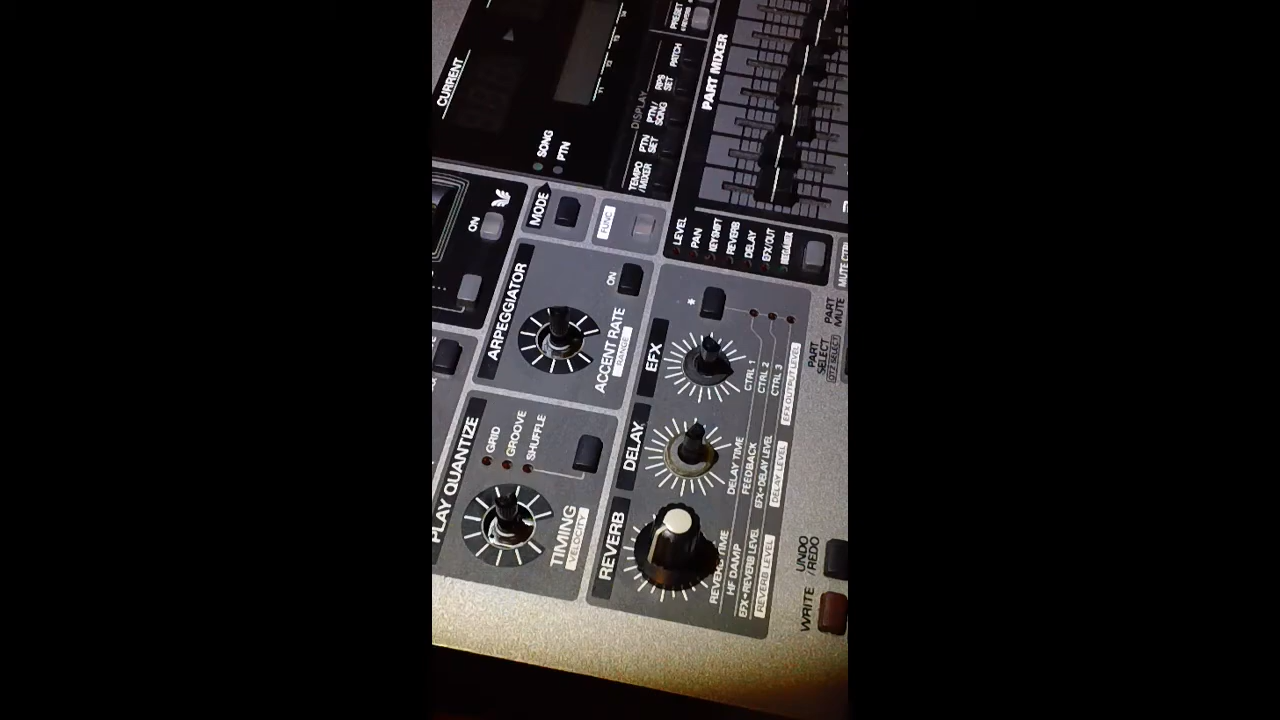 CURRENT
SONG
PTN
DISPLAY
TEMPO
/MIXER
PTN
SET
PTN/
SONG
RPS
SET
PATCH
PRESET
PART MIXER
MODE
FUNC
ON
LEVEL
PAN
KEYSHIFT
REVERB
DELAY
EFX/OUT
MEGAMIX
ARPEGGIATOR
ON
ACCENT RATE
RANGE
PLAY QUANTIZE
GRID
GROOVE
SHUFFLE
TIMING
VELOCITY
EFX
*
CTRL 1
CTRL 2
CTRL 3
EFX OUTPUT LEVEL
DELAY
DELAY TIME
FEEDBACK
EFX→DELAY LEVEL
DELAY LEVEL
REVERB
REVERB TIME
HF DAMP
EFX→REVERB LEVEL
REVERB LEVEL
PART
SELECT
PART
MUTE
MUTE CTRL
UNDO
/REDO
WRITE